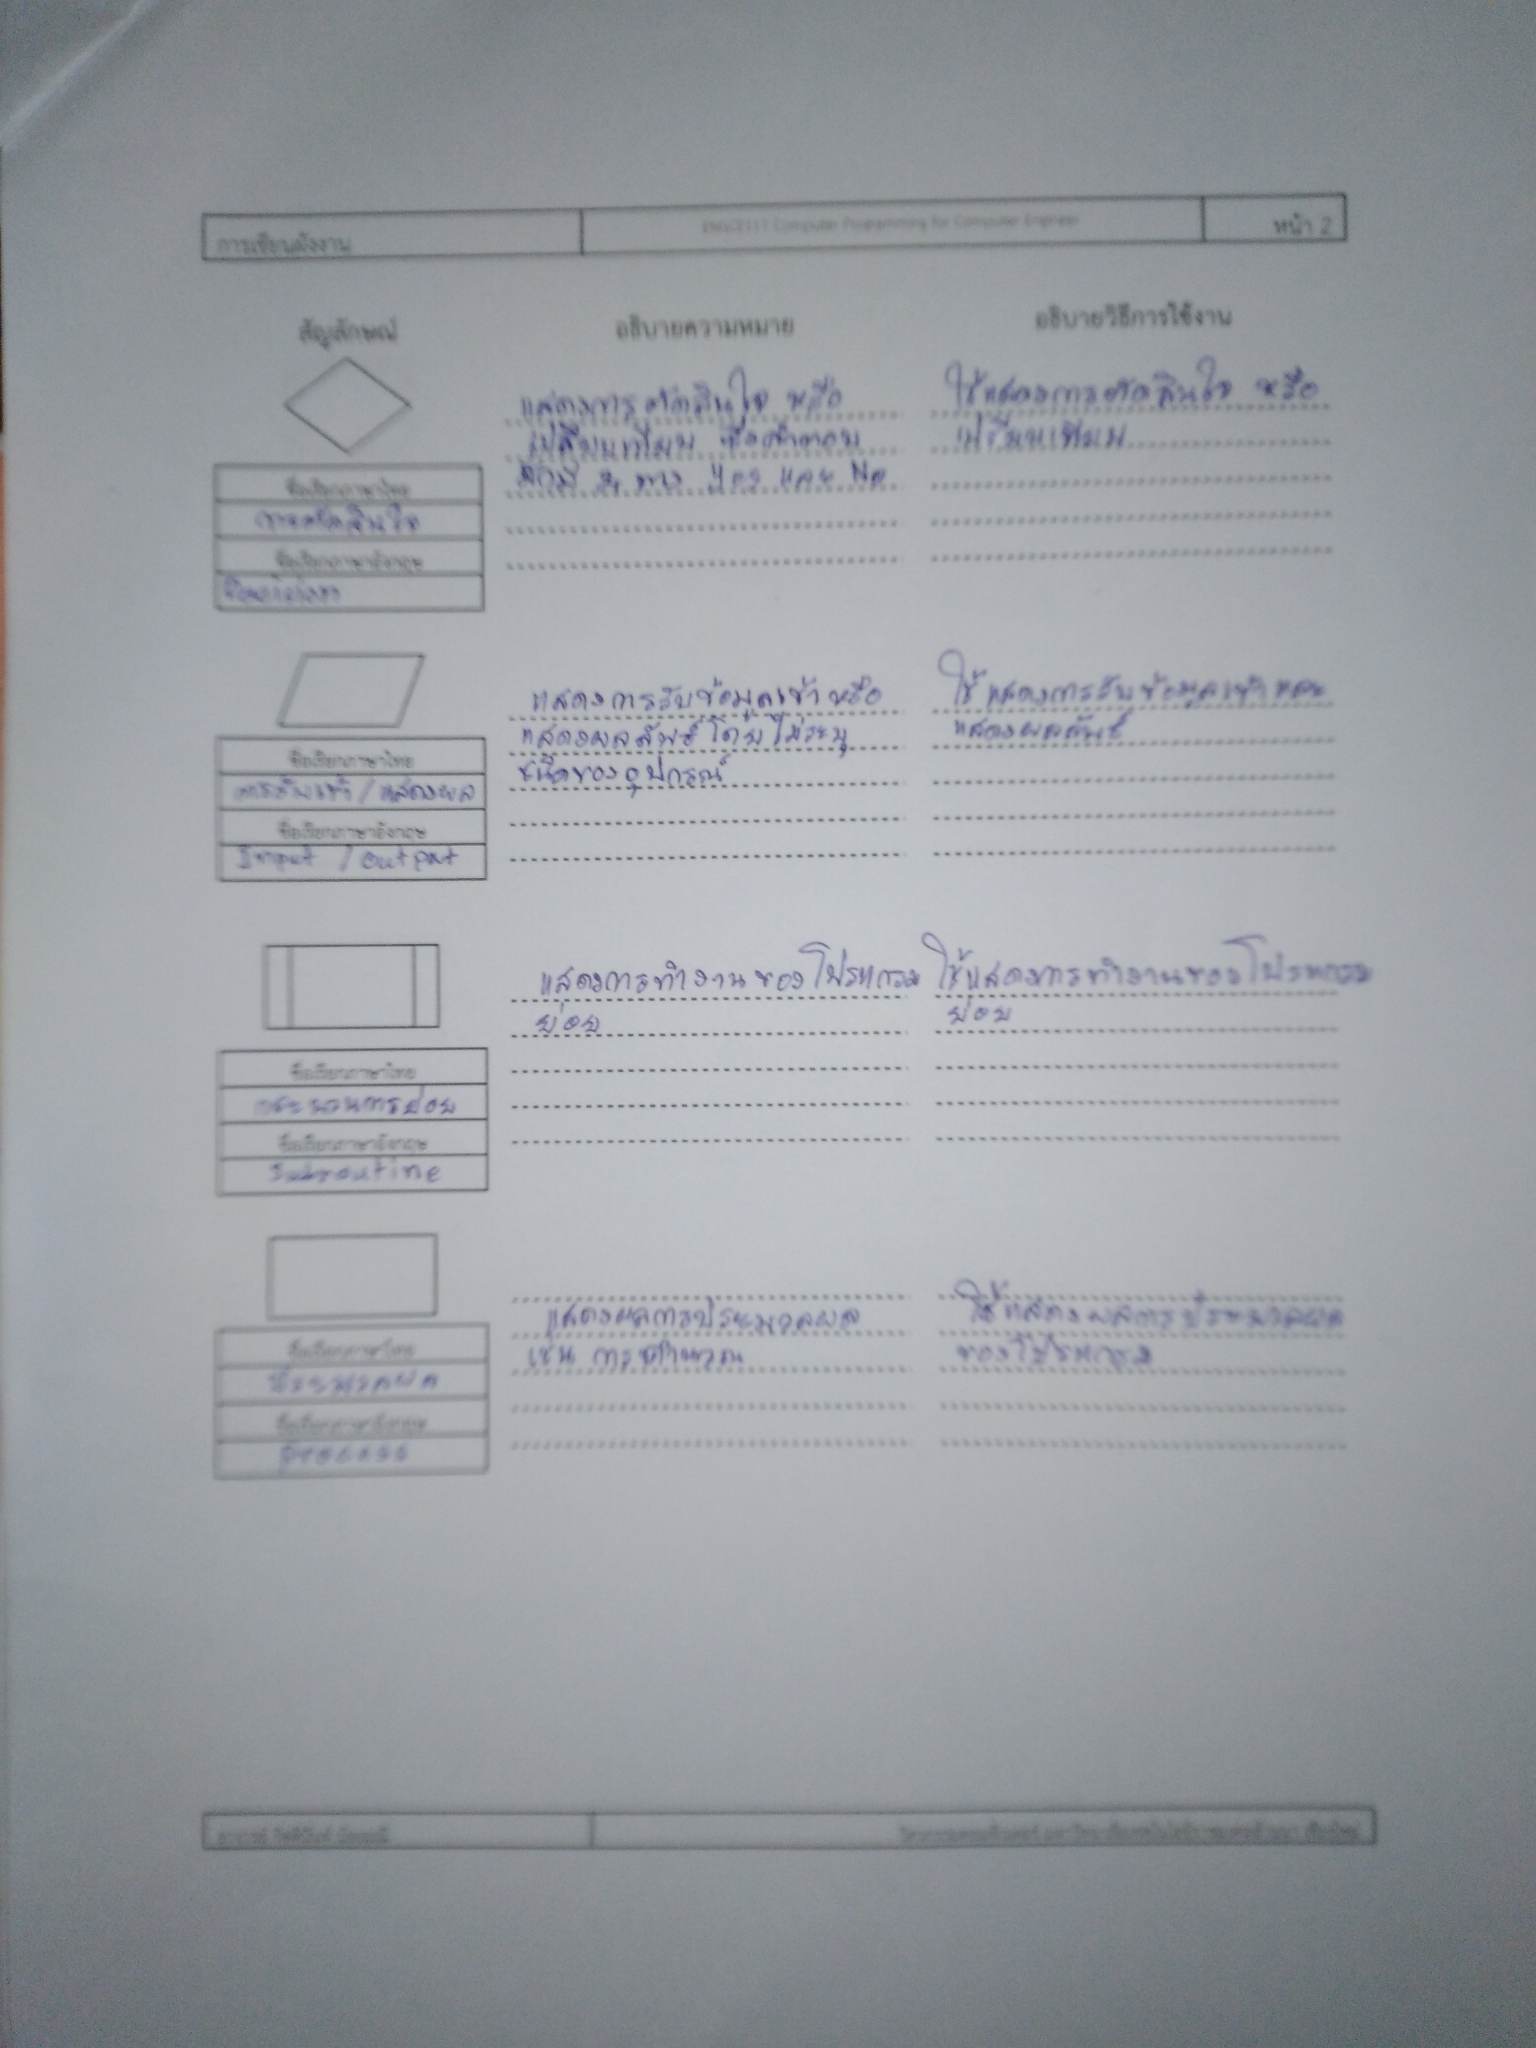 การเขียนผังงาน
ENGCE117 Computer Programming for Computer Engineer
หน้า 2
สัญลักษณ์
อธิบายความหมาย
อธิบายวิธีการใช้งาน
แสดงการตัดสินใจ หรือ
เปรียบเทียบ ซึ่งคำตอบ
2 ทาง Yes และ No
ใช้แสดงการตัดสินใจ หรือ
เปรียบเทียบ
ชื่อเรียกภาษาไทย
การตัดสินใจ
ชื่อเรียกภาษาอังกฤษ
แสดงการรับข้อมูลเข้า หรือ
แสดงผลลัพธ์ โดยไม่ระบุ
ชนิดของอุปกรณ์
ใช้แสดงการรับข้อมูลเข้า และ
แสดงผลลัพธ์
ชื่อเรียกภาษาไทย
การรับเข้า / แสดงผล
ชื่อเรียกภาษาอังกฤษ
Input / output
แสดงการทำงานของโปรแกรม
ย่อย
ใช้แสดงการทำงานของโปรแกรม
ย่อย
ชื่อเรียกภาษาไทย
กระบวนการย่อย
ชื่อเรียกภาษาอังกฤษ
Subroutine
แสดงผลการประมวลผล
เช่น การคำนวณ
ใช้แสดงผลการประมวลผล
ของโปรแกรม
ชื่อเรียกภาษาไทย
ประมวลผล
ชื่อเรียกภาษาอังกฤษ
process